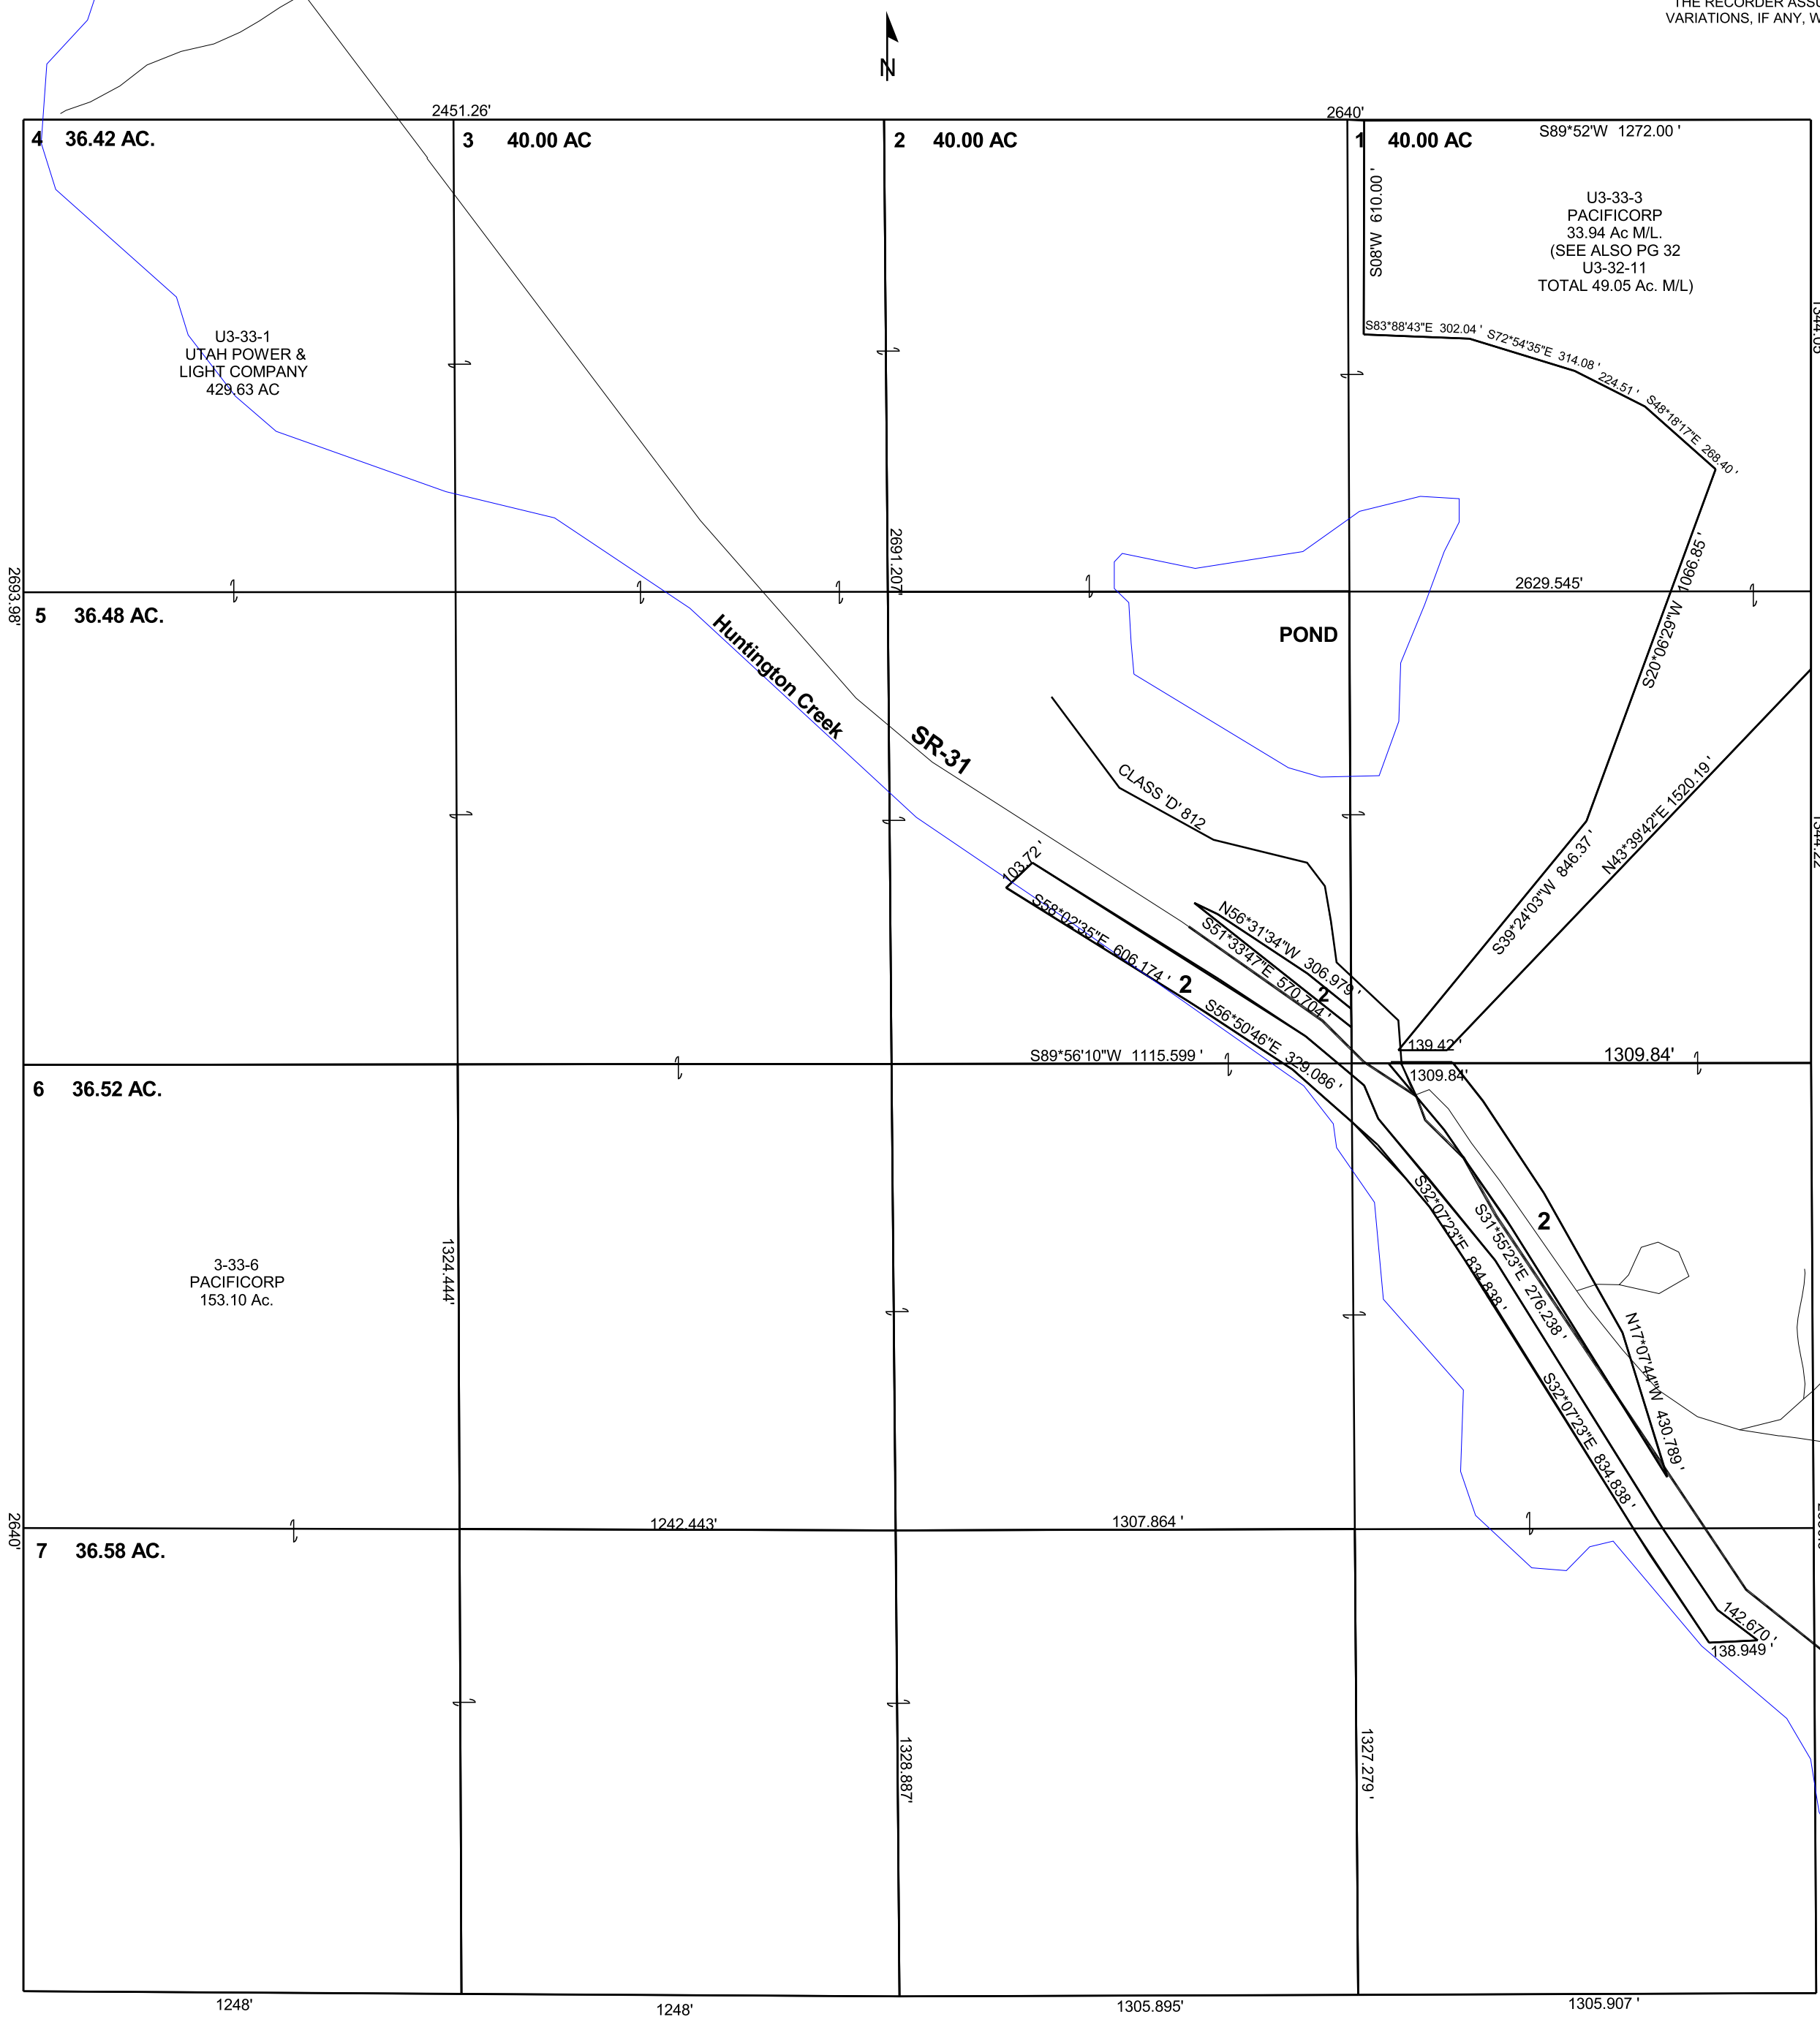 THE RECORDER ASSU
VARIATIONS, IF ANY, W
N
2451.26'
2640'
4 36.42 AC.
3 40.00 AC
2 40.00 AC
1 40.00 AC
S89*52'W 1272.00 '
S08*W 610.00 '
U3-33-3
PACIFICORP
33.94 Ac M/L.
(SEE ALSO PG 32
U3-32-11
TOTAL 49.05 Ac. M/L)
1344.05
S83*88'43"E 302.04 '
S72*54'35"E 314.08 '
224.51 '
S48*18'17"E 268.40 '
U3-33-1
UTAH POWER &
LIGHT COMPANY
429.63 AC
2693.98'
2691.207'
2629.545'
S20*06'29"W 1066.85 '
5 36.48 AC.
POND
Huntington Creek
SR-31
CLASS 'D' 812
N43*39'42"E 1520.19 '
1344.22
S39*24'03"W 846.37 '
103.72 '
S58*02'35"E 606.174 '
2
N56*31'34"W 306.979 '
S51*33'47"E 570.704 '
2
S56*50'46"E 329.086 '
S89*56'10"W 1115.599 '
139.42 '
1309.84'
1309.84'
6 36.52 AC.
3-33-6
PACIFICORP
153.10 Ac.
1324.444'
S32*07'23"E 834.838 '
S31*55'23"E 276.238 '
2
N17*07'44"W 430.789 '
S32*07'23"E 834.838 '
2640'
1242.443'
1307.864 '
7 36.58 AC.
142.670 '
138.949 '
1328.887'
1327.279 '
1248'
1248'
1305.895'
1305.907 '